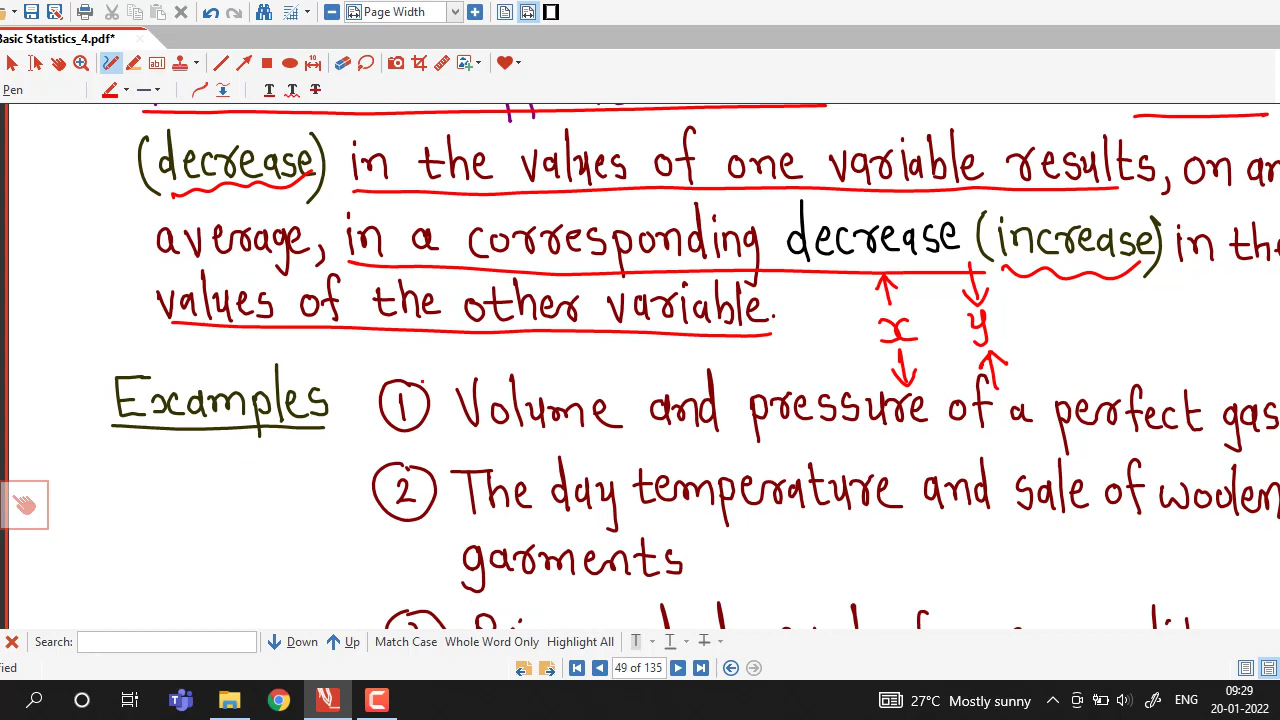 Page Width
Basic Statistics_4.pdf*
10
Pen
T T T
(decrease) in the values of one variable results, on an
average, in a corresponding decrease (increase) in the
values of the other variable.
x y
Examples ① Volume and pressure of a perfect gas
② The day temperature and sale of woolen
garments
Search: Down Up Match Case Whole Word Only Highlight All T T T
fied 49 of 135
27°C Mostly sunny ENG 09:29
20-01-2022